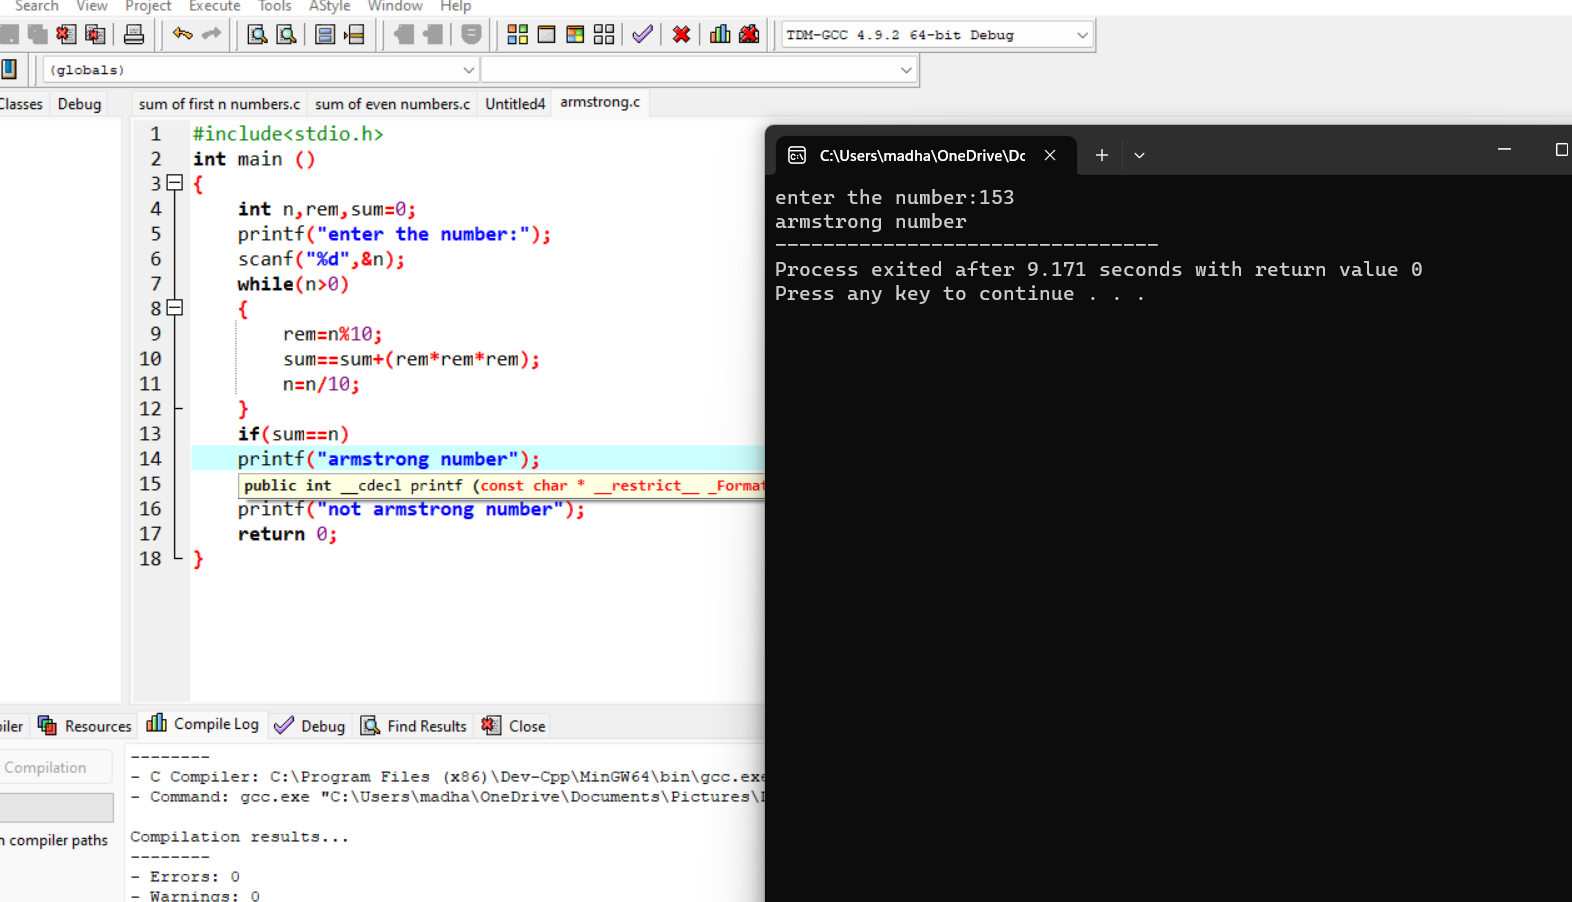 Search View Project Execute Tools AStyle Window Help
TDM-GCC 4.9.2 64-bit Debug
(globals)
Classes Debug sum of first n numbers.c sum of even numbers.c Untitled4 armstrong.c
1 #include<stdio.h>
2 int main ()
3 {
4 int n,rem,sum=0;
5 printf("enter the number:");
6 scanf("%d",&n);
7 while(n>0)
8 {
9 rem=n%10;
10 sum==sum+(rem*rem*rem);
11 n=n/10;
12 }
13 if(sum==n)
14 printf("armstrong number");
15 public int __cdecl printf (const char * __restrict__ _Format
16 printf("not armstrong number");
17 return 0;
18 }
C:\Users\madha\OneDrive\Dc
enter the number:153
armstrong number
--------------------------------
Process exited after 9.171 seconds with return value 0
Press any key to continue . . .
Resources Compile Log Debug Find Results Close
Compilation
compiler paths
--------
- C Compiler: C:\Program Files (x86)\Dev-Cpp\MinGW64\bin\gcc.exe
- Command: gcc.exe "C:\Users\madha\OneDrive\Documents\Pictures\
Compilation results...
--------
- Errors: 0
- Warnings: 0